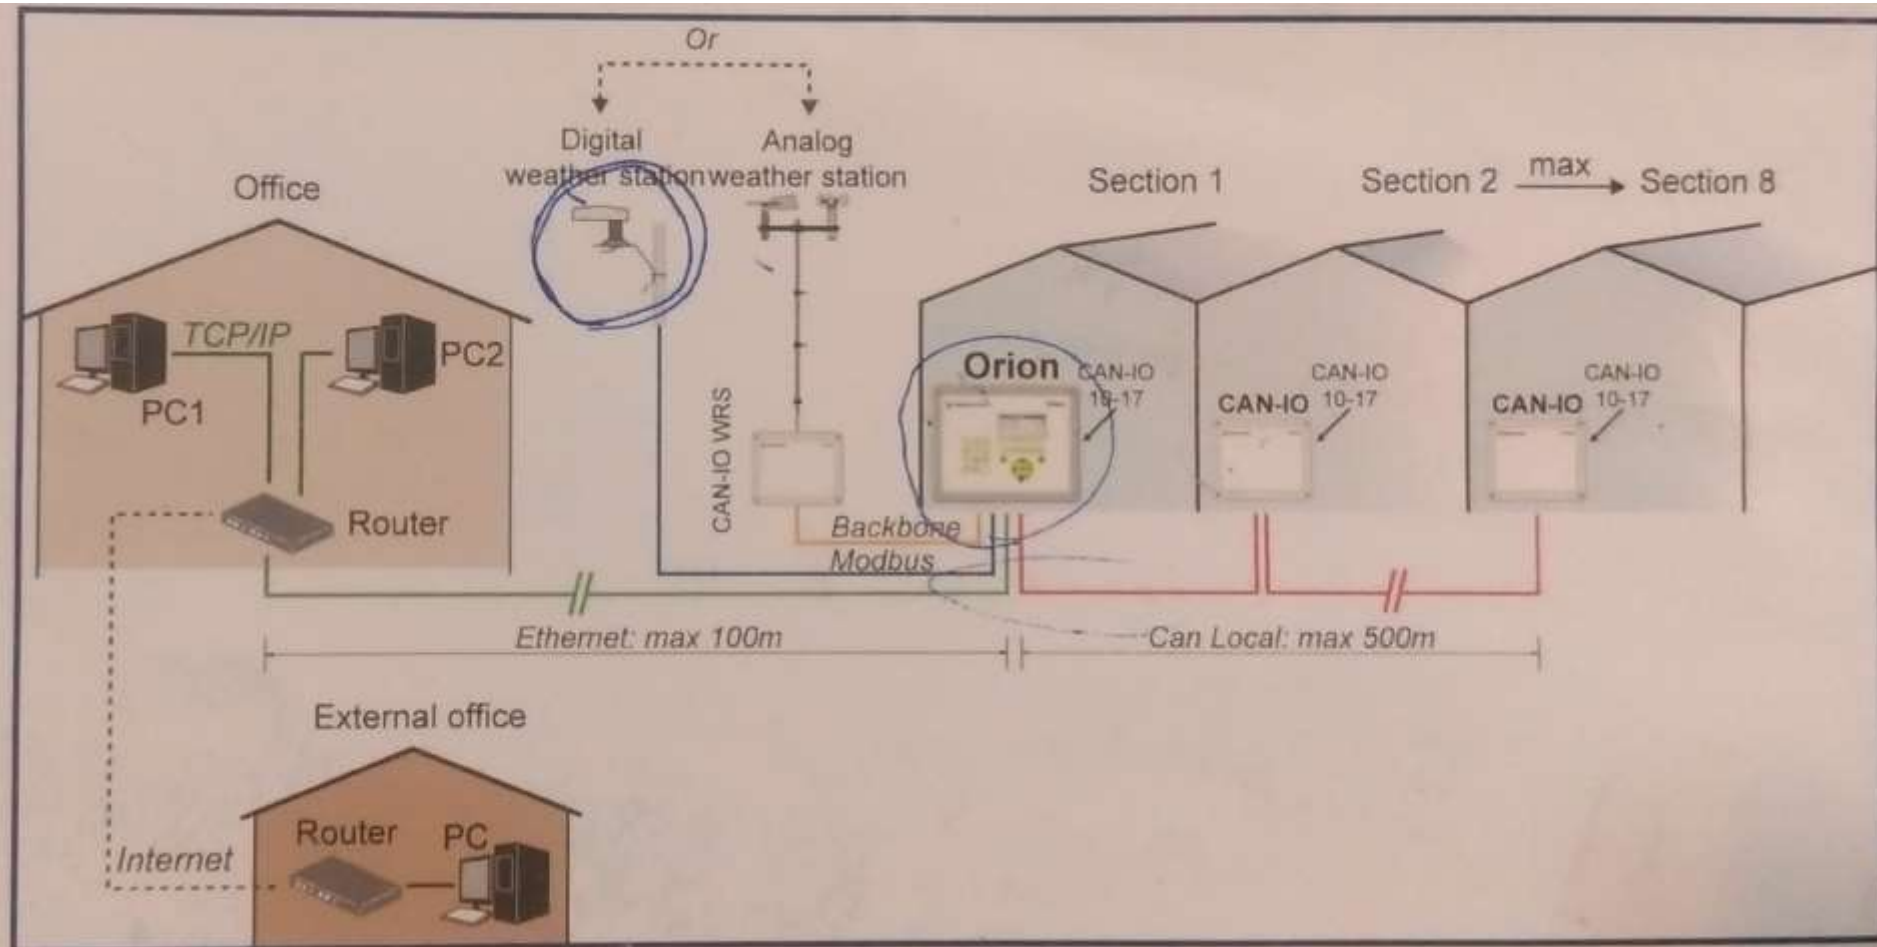 Or
Digital
weather station
Analog
weather station
Office
Section 1
Section 2
max
Section 8
TCP/IP
PC1
PC2
Router
CAN-IO WRS
Orion
CAN-IO
10-17
CAN-IO
CAN-IO
10-17
CAN-IO
CAN-IO
10-17
Backbone
Modbus
Ethernet: max 100m
Can Local: max 500m
External office
Router
PC
Internet